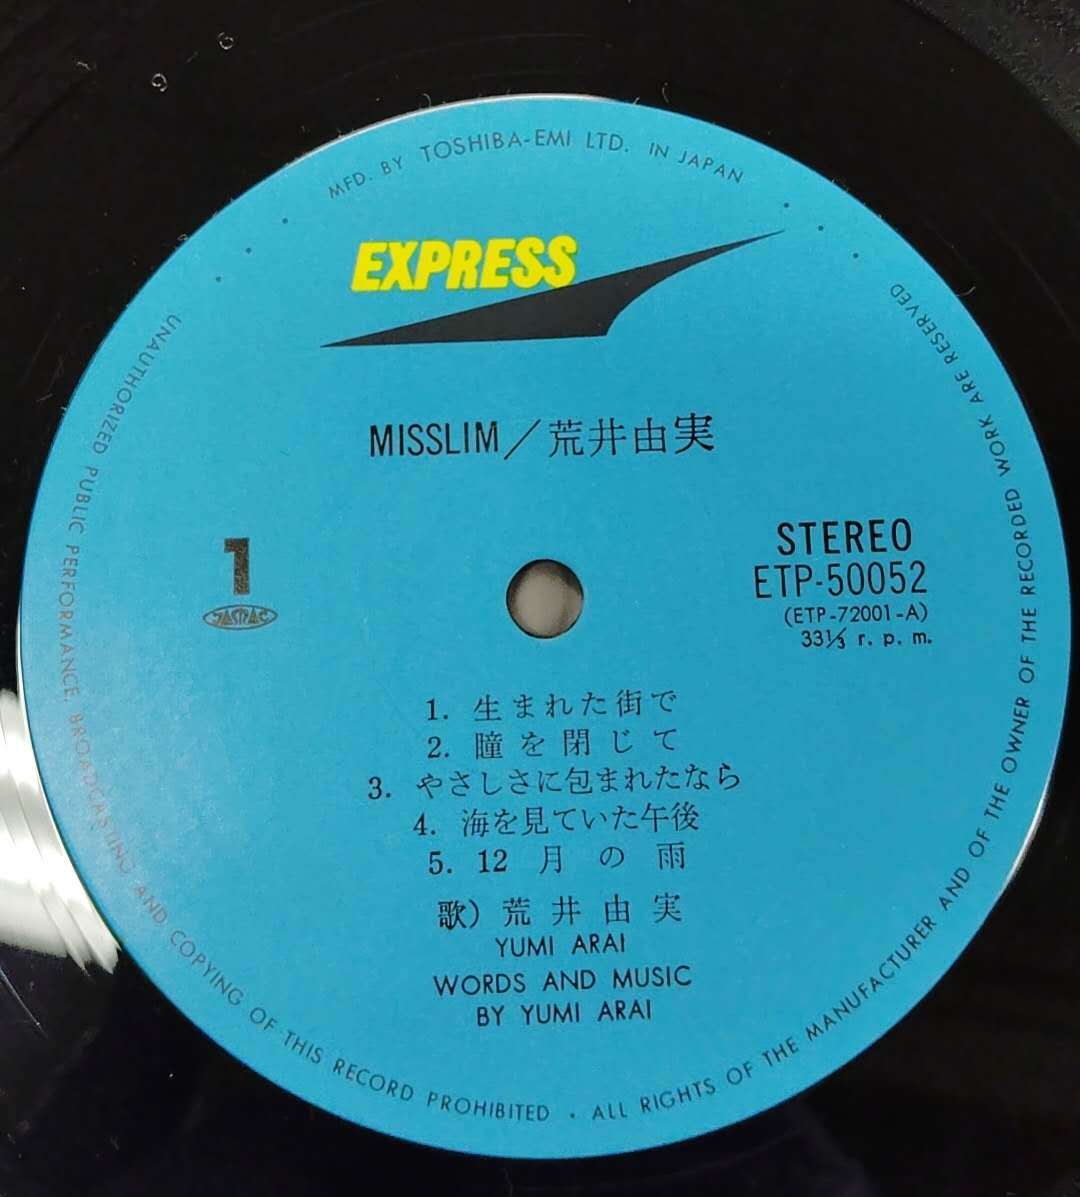 MFD. BY TOSHIBA-EMI LTD. IN JAPAN
EXPRESS
MISSLIM／荒井由実
1
JASRAC
STEREO
ETP-50052
(ETP-72001-A)
33⅓ r. p. m.
1. 生まれた街で
2. 瞳を閉じて
3. やさしさに包まれたなら
4. 海を見ていた午後
5. 12月の雨
歌）荒井由実
YUMI ARAI
WORDS AND MUSIC
BY YUMI ARAI
UNAUTHORIZED PUBLIC PERFORMANCE. BROADCASTING AND COPYING OF THIS RECORD PROHIBITED • ALL RIGHTS OF THE MANUFACTURER AND OF THE OWNER OF THE RECORDED WORK ARE RESERVED